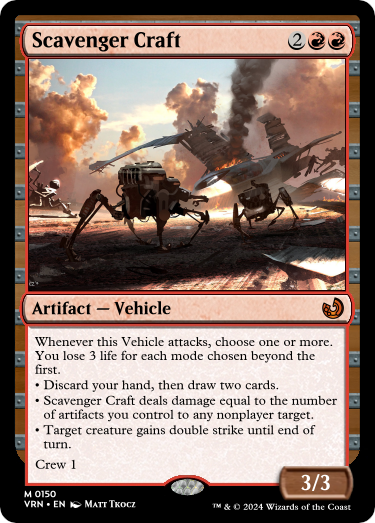 Scavenger Craft 2
Artifact — Vehicle
Whenever this Vehicle attacks, choose one or more.
You lose 3 life for each mode chosen beyond the
first.
• Discard your hand, then draw two cards.
• Scavenger Craft deals damage equal to the number
of artifacts you control to any nonplayer target.
• Target creature gains double strike until end of
turn.
Crew 1
3/3
M 0150
VRN • EN Matt Tkocz
™ & © 2024 Wizards of the Coast